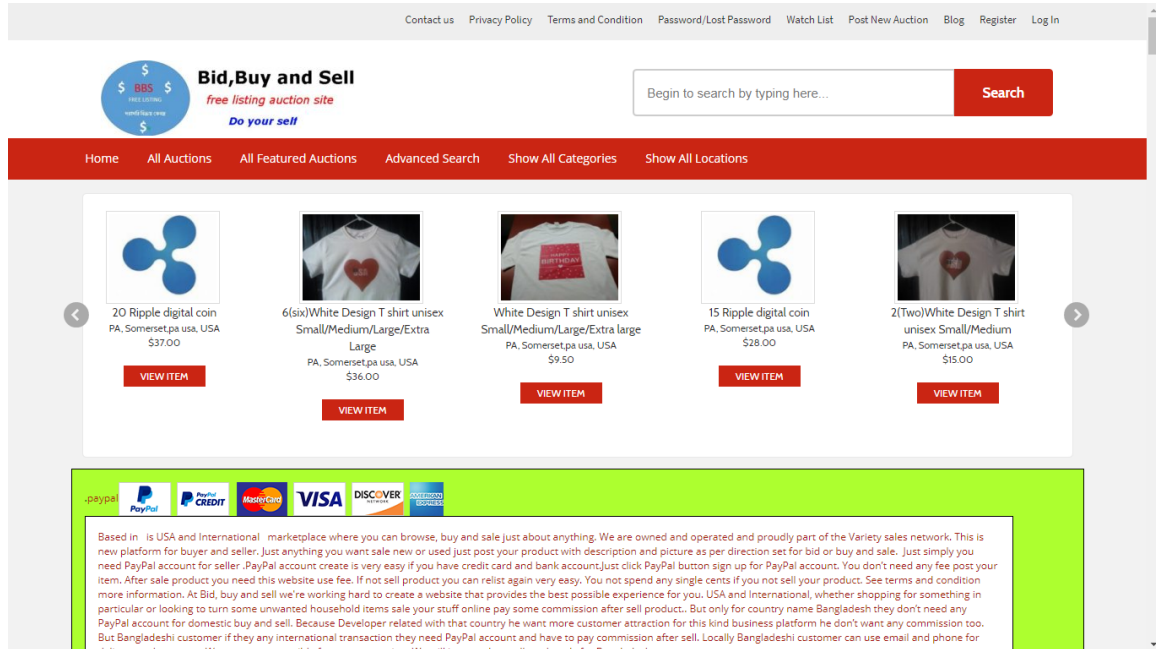 Contact us Privacy Policy Terms and Condition Password/Lost Password Watch List Post New Auction Blog Register Log In
$
$ BBS $
FREE LISTING
$
Bid,Buy and Sell
free listing auction site
Do your self
Begin to search by typing here...
Search
Home All Auctions All Featured Auctions Advanced Search Show All Categories Show All Locations
HAPPY
BIRTHDAY
20 Ripple digital coin
PA, Somerset,pa usa, USA
$37.00
VIEW ITEM
6(six)White Design T shirt unisex
Small/Medium/Large/Extra
Large
PA, Somerset,pa usa, USA
$36.00
VIEW ITEM
White Design T shirt unisex
Small/Medium/Large/Extra large
PA, Somerset,pa usa, USA
$9.50
VIEW ITEM
15 Ripple digital coin
PA, Somerset,pa usa, USA
$28.00
VIEW ITEM
2(Two)White Design T shirt
unisex Small/Medium
PA, Somerset,pa usa, USA
$15.00
VIEW ITEM
.paypal PayPal PayPal CREDIT MasterCard VISA DISCOVER NETWORK AMERICAN EXPRESS
Based in is USA and International marketplace where you can browse, buy and sale just about anything. We are owned and operated and proudly part of the Variety sales network. This is
new platform for buyer and seller. Just anything you want sale new or used just post your product with description and picture as per direction set for bid or buy and sale. Just simply you
need PayPal account for seller .PayPal account create is very easy if you have credit card and bank account.Just click PayPal button sign up for PayPal account. You don't need any fee post your
item. After sale product you need this website use fee. If not sell product you can relist again very easy. You not spend any single cents if you not sell your product. See terms and condition
more information. At Bid, buy and sell we're working hard to create a website that provides the best possible experience for you. USA and International, whether shopping for something in
particular or looking to turn some unwanted household items sale your stuff online pay some commission after sell product.. But only for country name Bangladesh they don't need any
PayPal account for domestic buy and sell. Because Developer related with that country he want more customer attraction for this kind business platform he don't want any commission too.
But Bangladeshi customer if they any international transaction they need PayPal account and have to pay commission after sell. Locally Bangladeshi customer can use email and phone for